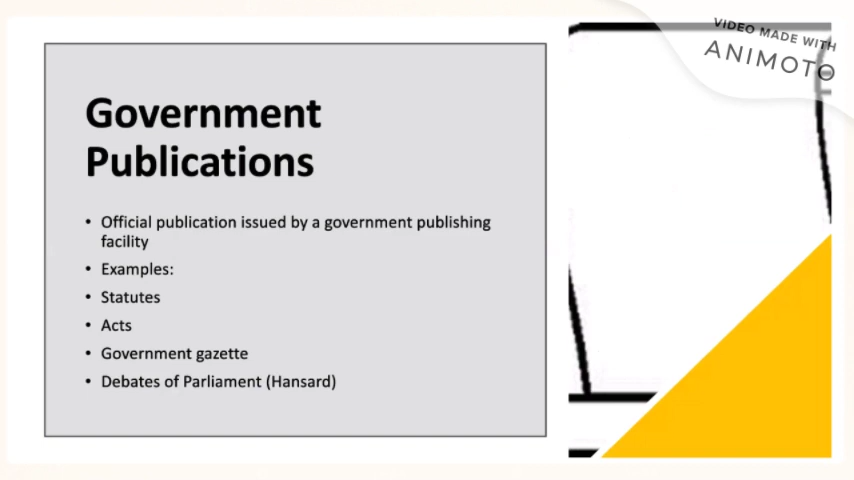 VIDEO MADE WITH
ANIMOTO
Government
Publications
• Official publication issued by a government publishing
facility
• Examples:
• Statutes
• Acts
• Government gazette
• Debates of Parliament (Hansard)